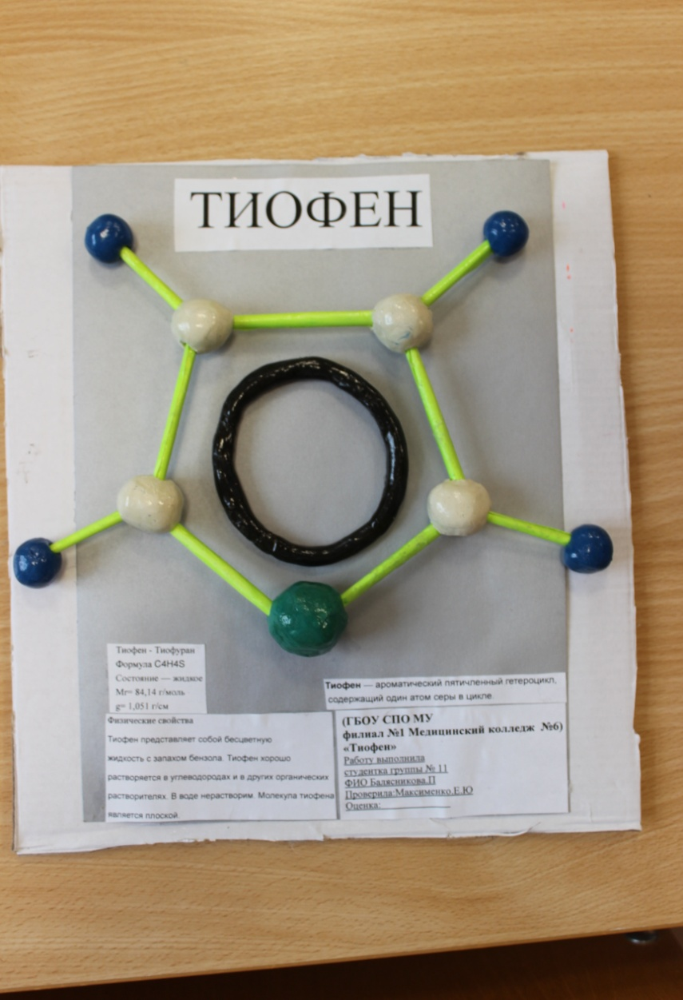 ТИОФЕН
Тиофен - Тиофуран
Формула C4H4S
Состояние — жидкое
Mr= 84,14 г/моль
g= 1,051 г/см
Тиофен — ароматический пятичленный гетероцикл,
содержащий один атом серы в цикле.
Физические свойства
Тиофен представляет собой бесцветную
жидкость с запахом бензола. Тиофен хорошо
растворяется в углеводородах и в других органических
растворителях. В воде нерастворим. Молекула тиофена
является плоской.
(ГБОУ СПО МУ
филиал №1 Медицинский колледж №6)
«Тиофен»
Работу выполнила
студентка группы № 11
ФИО Балясникова.П
Проверила:Максименко.Е.Ю
Оценка: